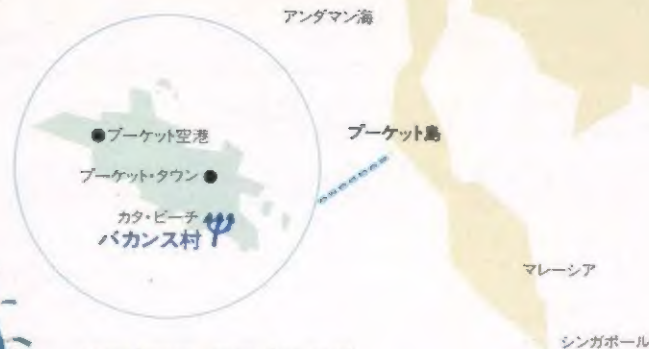 アンダマン海
プーケット空港
プーケット島
プーケット・タウン
カタ・ビーチ
バカンス村
マレーシア
シンガポール